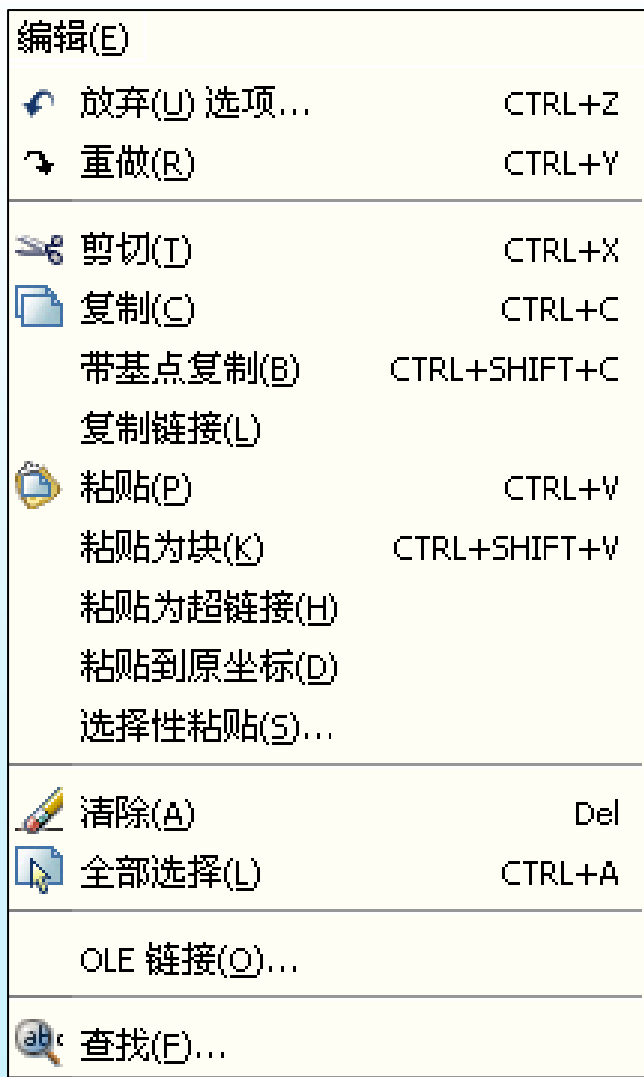 编辑(E)
放弃(U) 选项... CTRL+Z
重做(R) CTRL+Y
剪切(T) CTRL+X
复制(C) CTRL+C
带基点复制(B) CTRL+SHIFT+C
复制链接(L)
粘贴(P) CTRL+V
粘贴为块(K) CTRL+SHIFT+V
粘贴为超链接(H)
粘贴到原坐标(D)
选择性粘贴(S)...
清除(A) Del
全部选择(L) CTRL+A
OLE 链接(O)...
查找(F)...